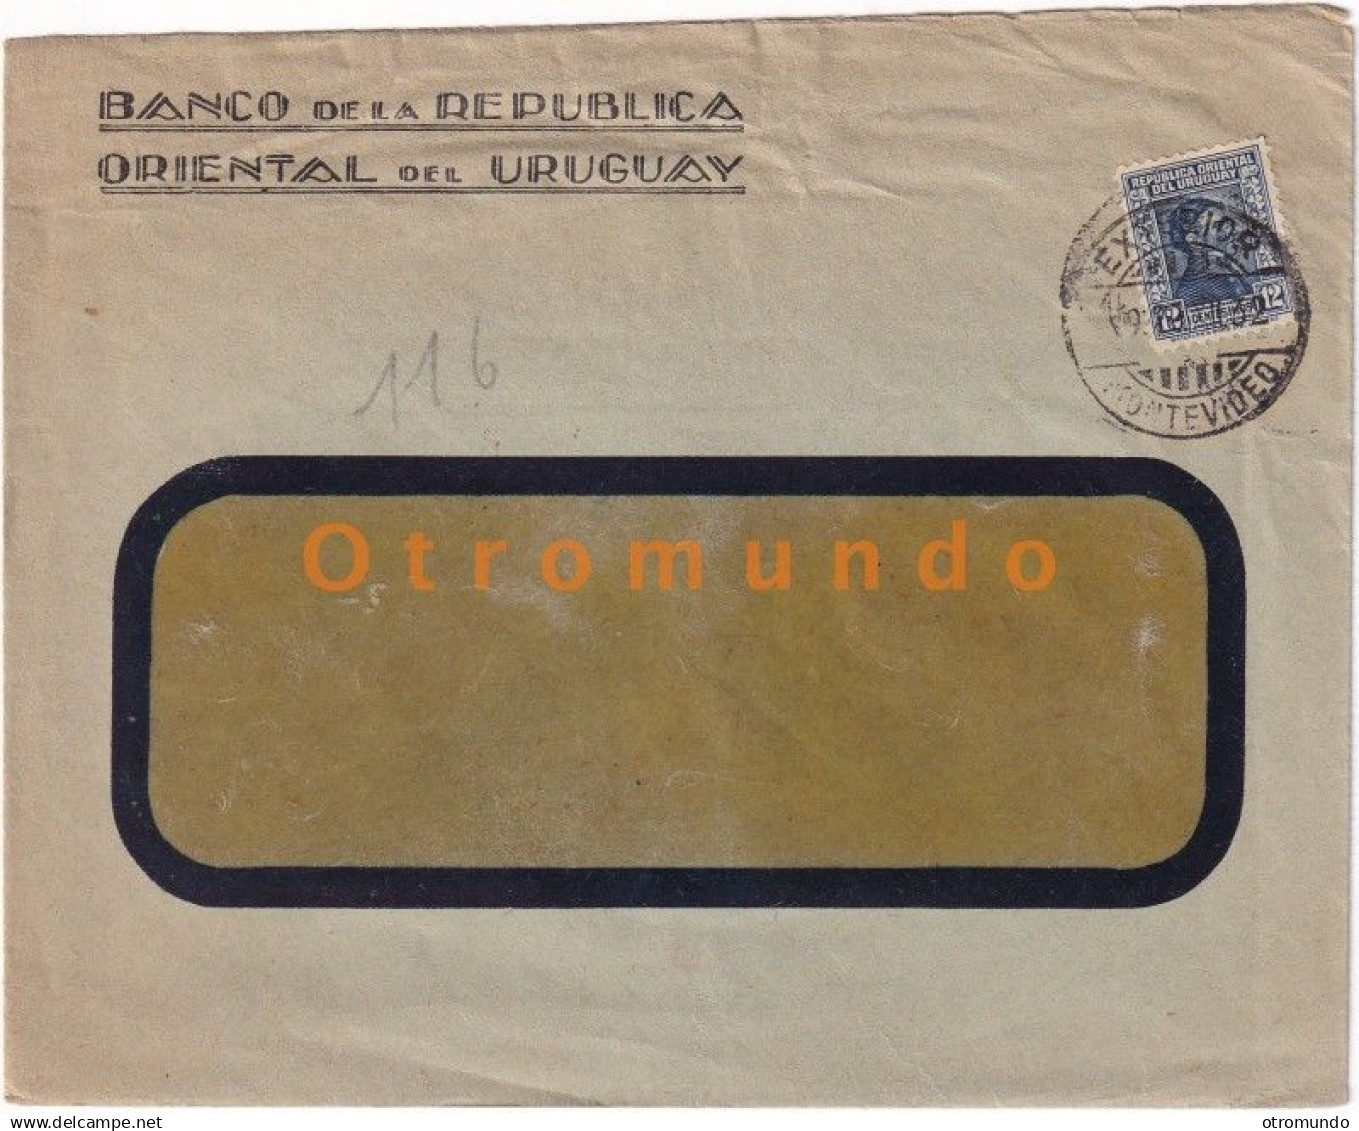 BANCO DE LA REPUBLICA
ORIENTAL DEL URUGUAY
REPUBLICA ORIENTAL
DEL URUGUAY
12 12
EXTERIOR
MONTEVIDEO
116
Otromundo
delcampe.net
otromundo